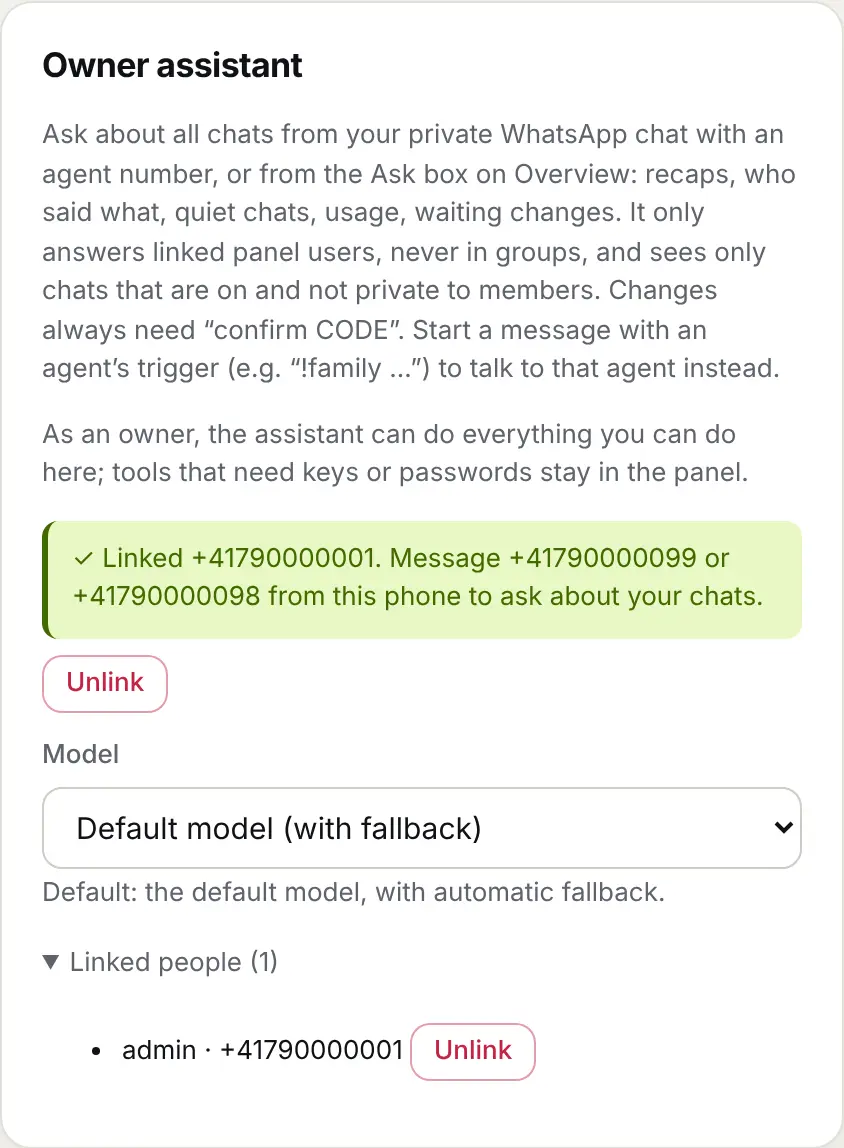 Owner assistant
Ask about all chats from your private WhatsApp chat with an
agent number, or from the Ask box on Overview: recaps, who
said what, quiet chats, usage, waiting changes. It only
answers linked panel users, never in groups, and sees only
chats that are on and not private to members. Changes
always need “confirm CODE”. Start a message with an
agent’s trigger (e.g. “!family …”) to talk to that agent instead.
As an owner, the assistant can do everything you can do
here; tools that need keys or passwords stay in the panel.
✓ Linked +41790000001. Message +41790000099 or
+41790000098 from this phone to ask about your chats.
Unlink
Model
Default model (with fallback)
Default: the default model, with automatic fallback.
▼ Linked people (1)
• admin · +41790000001 Unlink